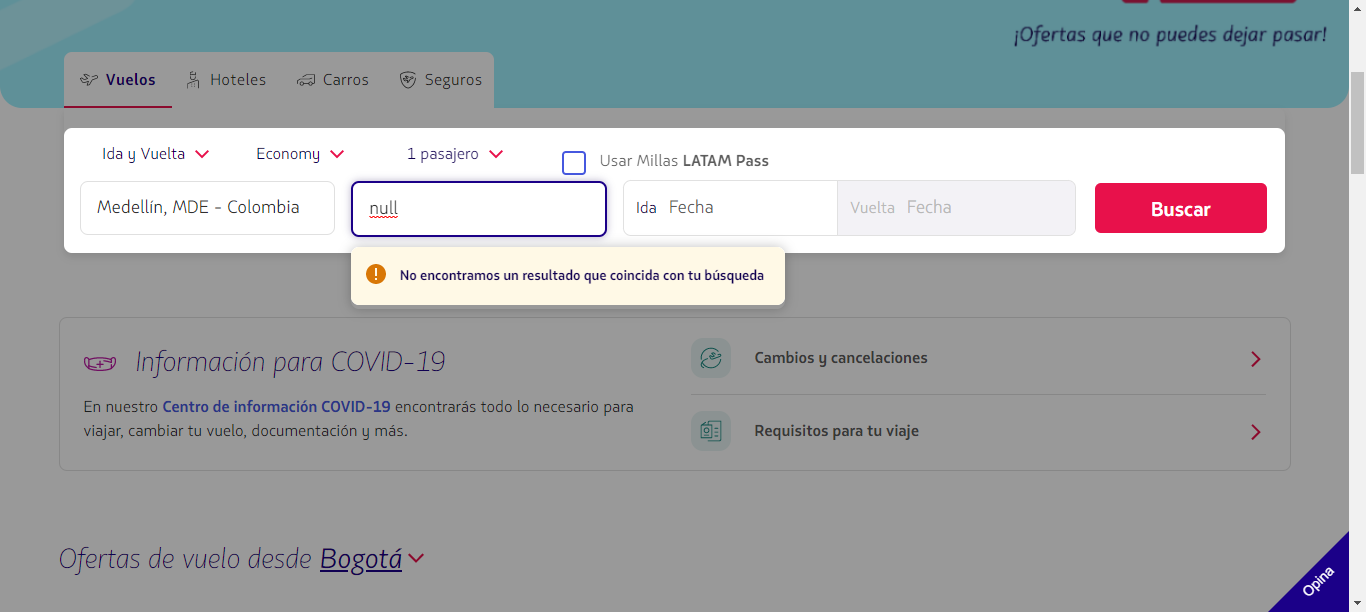 ¡Ofertas que no puedes dejar pasar!
Vuelos Hoteles Carros Seguros
Ida y Vuelta Economy 1 pasajero Usar Millas LATAM Pass
Medellín, MDE - Colombia null Ida Fecha Vuelta Fecha Buscar
No encontramos un resultado que coincida con tu búsqueda
Información para COVID-19
En nuestro Centro de información COVID-19 encontrarás todo lo necesario para
viajar, cambiar tu vuelo, documentación y más.
Cambios y cancelaciones
Requisitos para tu viaje
Ofertas de vuelo desde Bogotá
Opina